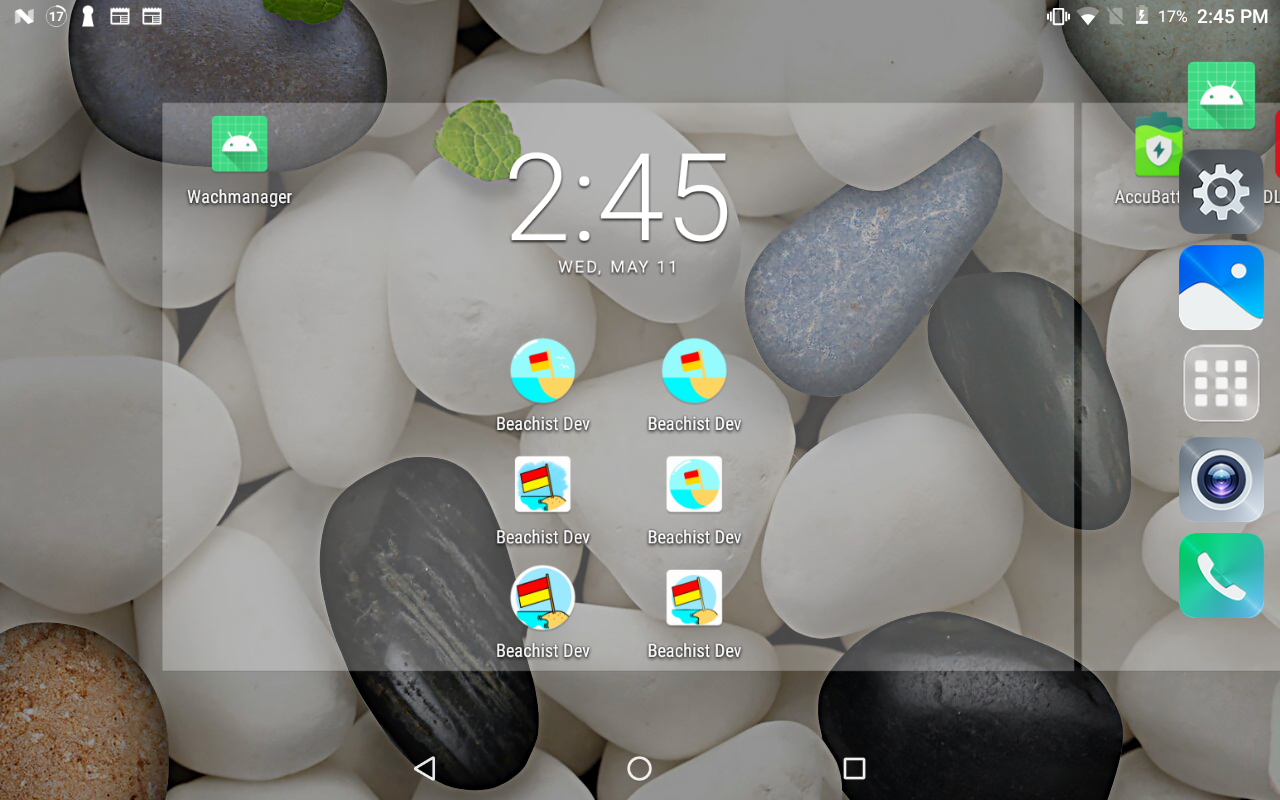 N 17 17% 2:45 PM
Wachmanager
2:45
WED, MAY 11
AccuBatt
DL
Beachist Dev Beachist Dev
Beachist Dev Beachist Dev
Beachist Dev Beachist Dev